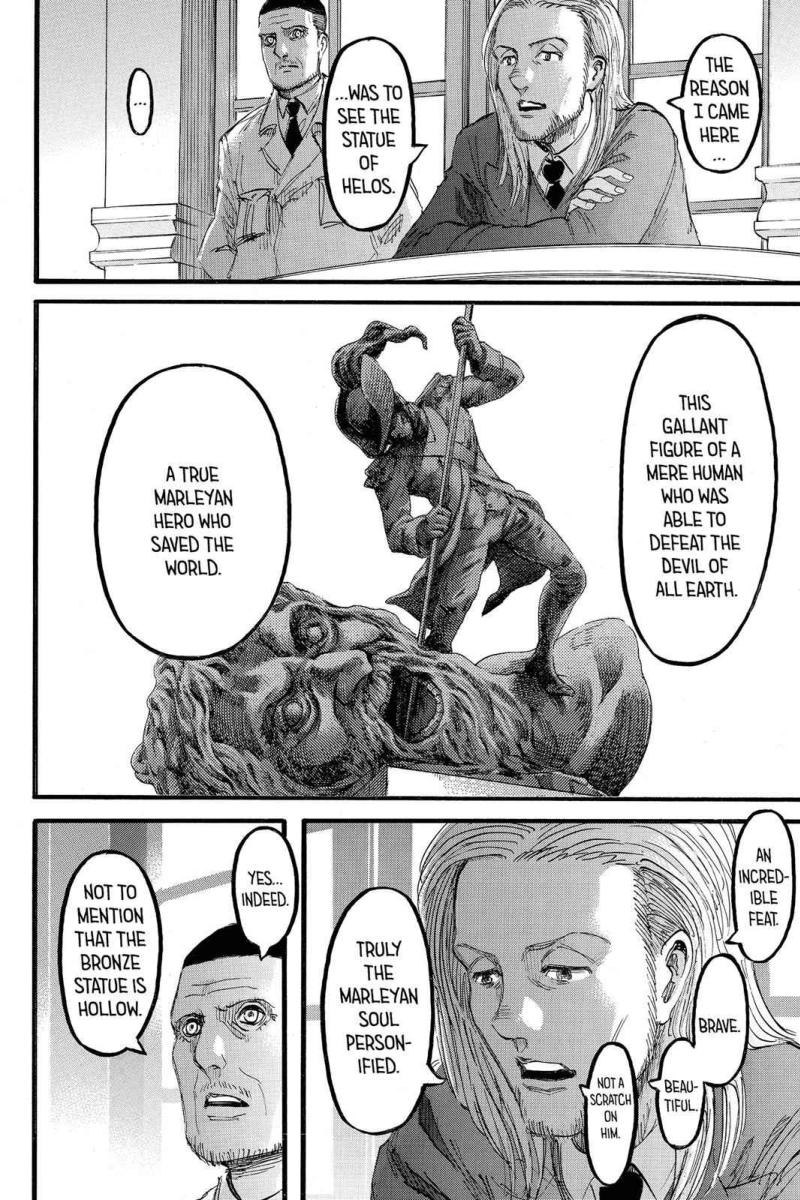 THE
REASON
I CAME
HERE
...
...WAS TO
SEE THE
STATUE
OF
HELOS.
...
THIS
GALLANT
FIGURE OF A
MERE HUMAN
WHO WAS
ABLE TO
DEFEAT THE
DEVIL OF
ALL EARTH.
A TRUE
MARLEYAN
HERO WHO
SAVED THE
WORLD.
AN
INCRED-
IBLE
FEAT.
BRAVE.
BEAU-
TIFUL.
NOT A
SCRATCH
ON
HIM.
TRULY
THE
MARLEYAN
SOUL
PERSON-
IFIED.
YES...
INDEED.
NOT TO
MENTION
THAT THE
BRONZE
STATUE IS
HOLLOW.